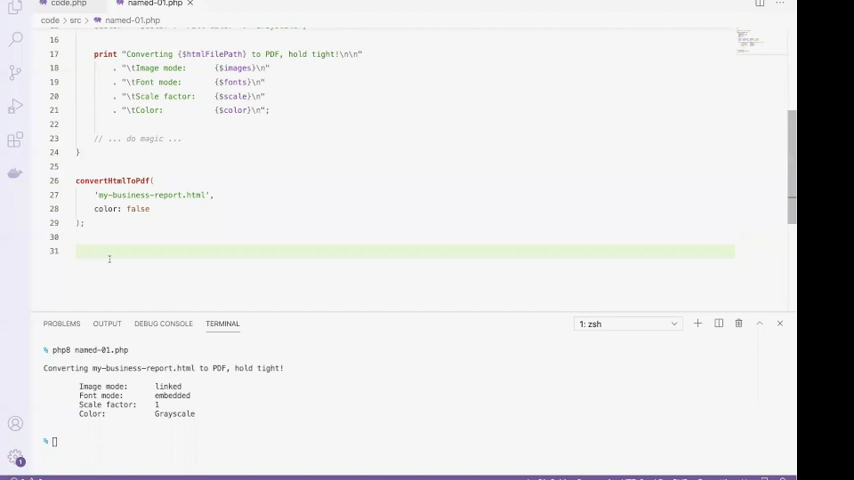 code.php
named-01.php ×
code > src > named-01.php
16
17 print "Converting {$htmlFilePath} to PDF, hold tight!\n\n"
18 . "\tImage mode: {$images}\n"
19 . "\tFont mode: {$fonts}\n"
20 . "\tScale factor: {$scale}\n"
21 . "\tColor: {$color}\n";
22
23 // ... do magic ...
24 }
25
26 convertHtmlToPdf(
27 'my-business-report.html',
28 color: false
29 );
30
31
PROBLEMS OUTPUT DEBUG CONSOLE TERMINAL 1: zsh
% php8 named-01.php
Converting my-business-report.html to PDF, hold tight!
Image mode: linked
Font mode: embedded
Scale factor: 1
Color: Grayscale
%
1